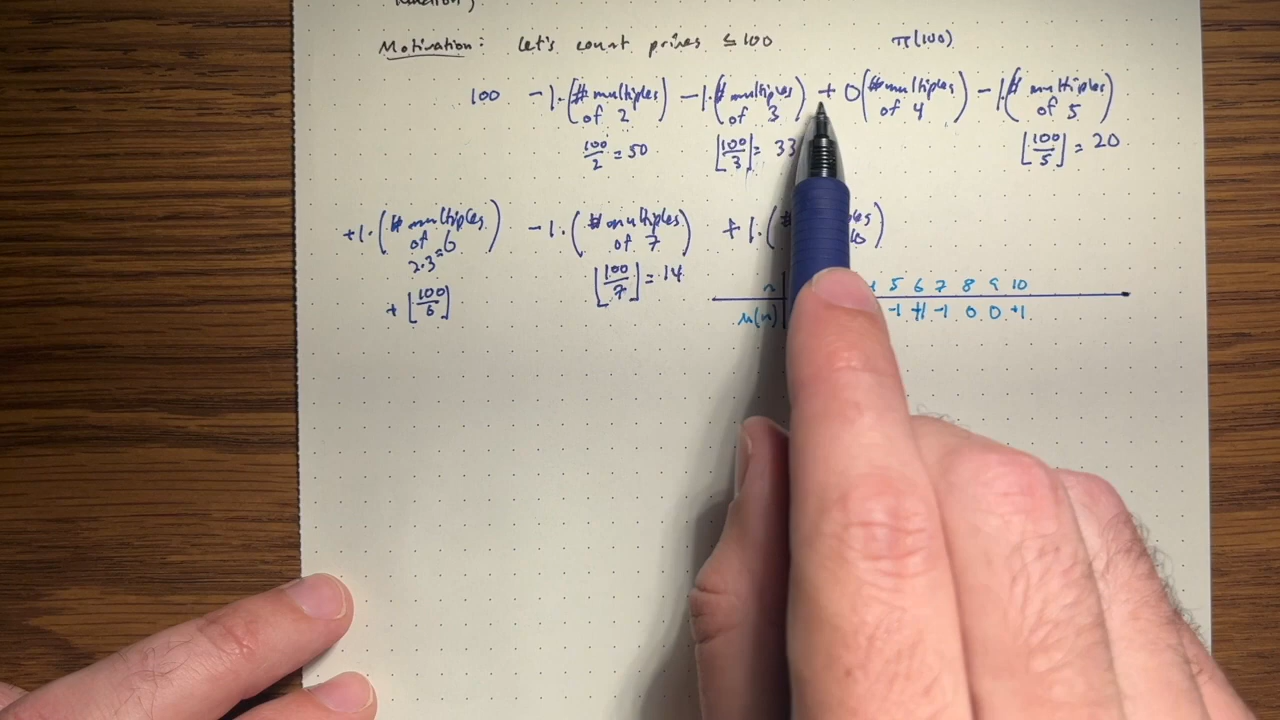 function)
Motivation: Let's count primes ≤ 100 π(100)
100 -1·(# multiples of 2) -1·(# multiples of 3) + 0(# multiples of 4) -1(# multiples of 5)
100/2 = 50 ⌊100/3⌋ = 33 ⌊100/5⌋ = 20
+1·(# multiples of 6) -1·(# multiples of 7) +1·(#
2·3=6
+ ⌊100/6⌋ ⌊100/7⌋ = 14
n 5 6 7 8 9 10
μ(n) -1 +1 -1 0 0 +1